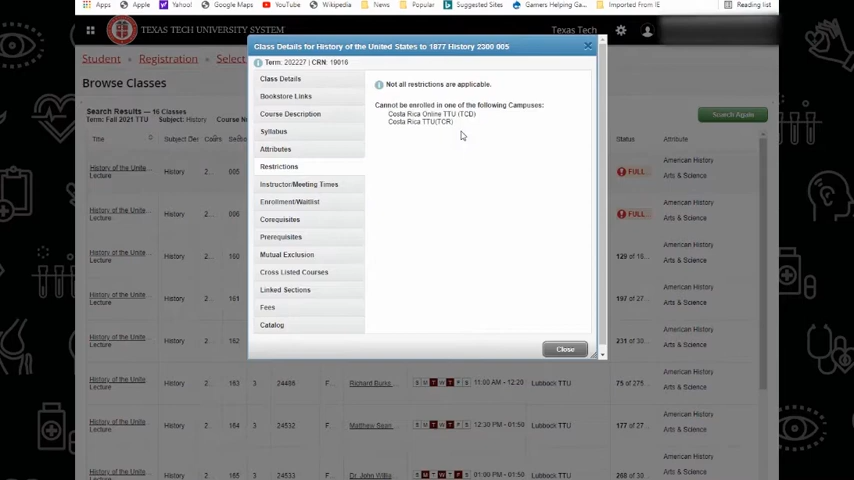 Apps
Apple
Yahoo!
Google Maps
YouTube
Wikipedia
News
Popular
Suggested Sites
Gamers Helping Gam...
Imported From IE
Reading list
TEXAS TECH UNIVERSITY SYSTEM
Texas Tech
Student
Registration
Select
Browse Classes
Search Results — 16 Classes
Term: Fall 2021 TTU
Subject: History
Course N
Search Again
Title
Subject Des
Cours
Sectio
Status
Attribute
Class Details for History of the United States to 1877 History 2300 005
Term: 202227 | CRN: 19016
Class Details
Bookstore Links
Course Description
Syllabus
Attributes
Restrictions
Instructor/Meeting Times
Enrollment/Waitlist
Corequisites
Prerequisites
Mutual Exclusion
Cross Listed Courses
Linked Sections
Fees
Catalog
Not all restrictions are applicable.
Cannot be enrolled in one of the following Campuses:
Costa Rica Online TTU (TCD)
Costa Rica TTU(TCR)
Close
History of the Unite...
Lecture
History
2...
005
FULL
American History
Arts & Science
History of the Unite...
Lecture
History
2...
006
FULL
American History
Arts & Science
History of the Unite...
Lecture
History
2...
160
129 of 16...
American History
Arts & Science
History of the Unite...
Lecture
History
2...
161
197 of 27...
American History
Arts & Science
History of the Unite...
Lecture
History
2...
162
231 of 30...
American History
Arts & Science
History of the Unite...
Lecture
History
2...
163
3
24486
F...
Richard Burks...
S M T W T F S
11:00 AM - 12:20
Lubbock TTU
75 of 275...
American History
Arts & Science
History of the Unite...
Lecture
History
2...
164
3
24532
F...
Matthew Sean...
S M T W T F S
12:30 PM - 01:50
Lubbock TTU
177 of 27...
American History
Arts & Science
History of the Unite...
Lecture
History
2...
165
3
24533
F...
Dr. John Willia...
S M T W T F S
01:00 PM - 01:50
Lubbock TTU
268 of 30...
American History
Arts & Science